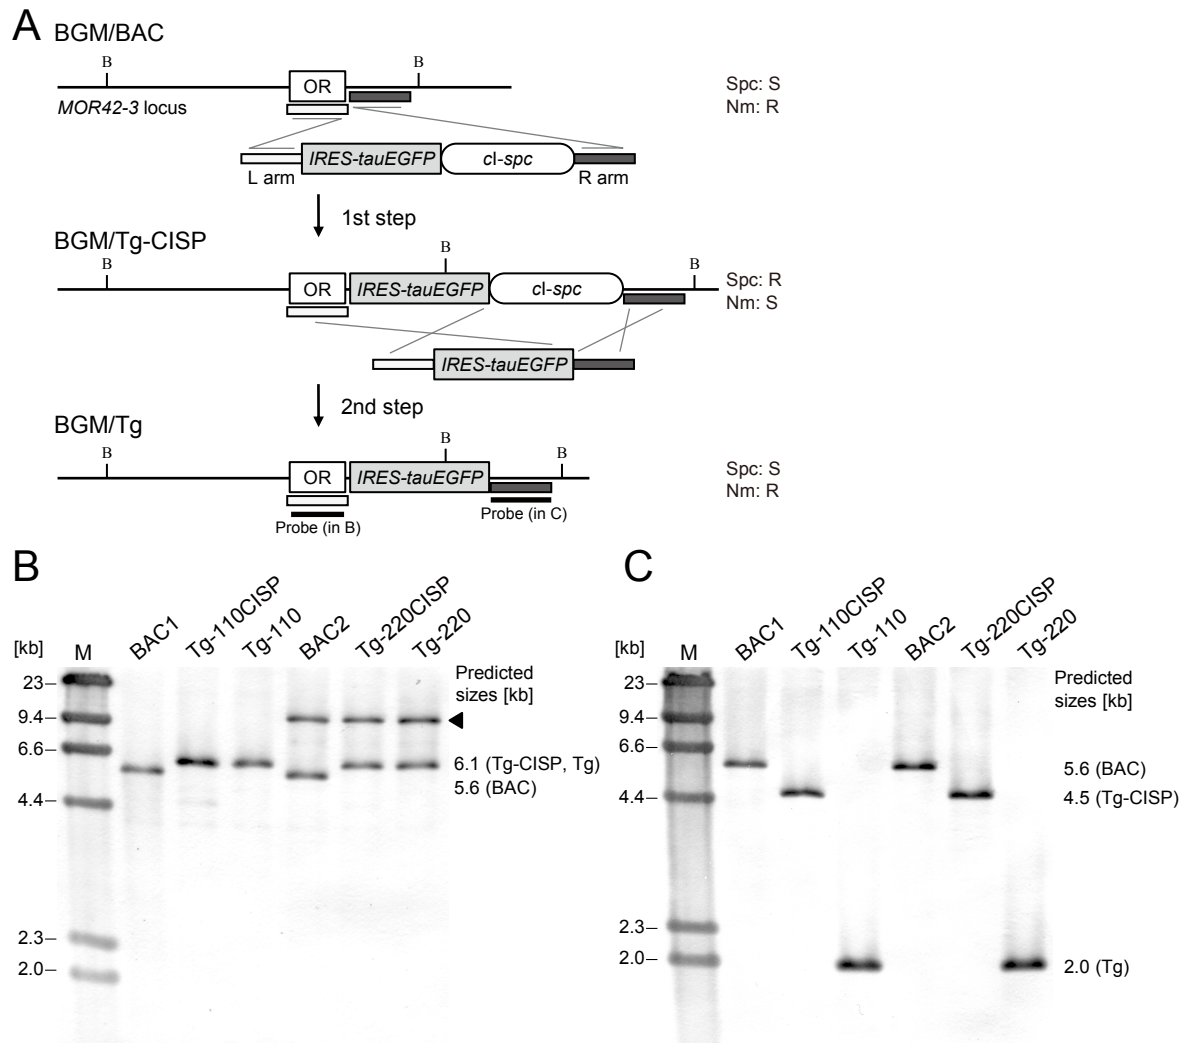 A
BGM/BAC
B
B
OR
MOR42-3 locus
Spc: S
Nm: R
IRES-tauEGFP
cI-spc
L arm
R arm
1st step
BGM/Tg-CISP
B
B
B
OR
IRES-tauEGFP
cI-spc
Spc: R
Nm: S
IRES-tauEGFP
2nd step
BGM/Tg
B
B
B
OR
IRES-tauEGFP
Spc: S
Nm: R
Probe (in B)
Probe (in C)
B
[kb]
M
BAC1
Tg-110CISP
Tg-110
BAC2
Tg-220CISP
Tg-220
Predicted
sizes [kb]
23
9.4
6.6
4.4
2.3
2.0
6.1 (Tg-CISP, Tg)
5.6 (BAC)
C
[kb]
M
BAC1
Tg-110CISP
Tg-110
BAC2
Tg-220CISP
Tg-220
Predicted
sizes [kb]
23
9.4
6.6
4.4
2.3
2.0
5.6 (BAC)
4.5 (Tg-CISP)
2.0 (Tg)